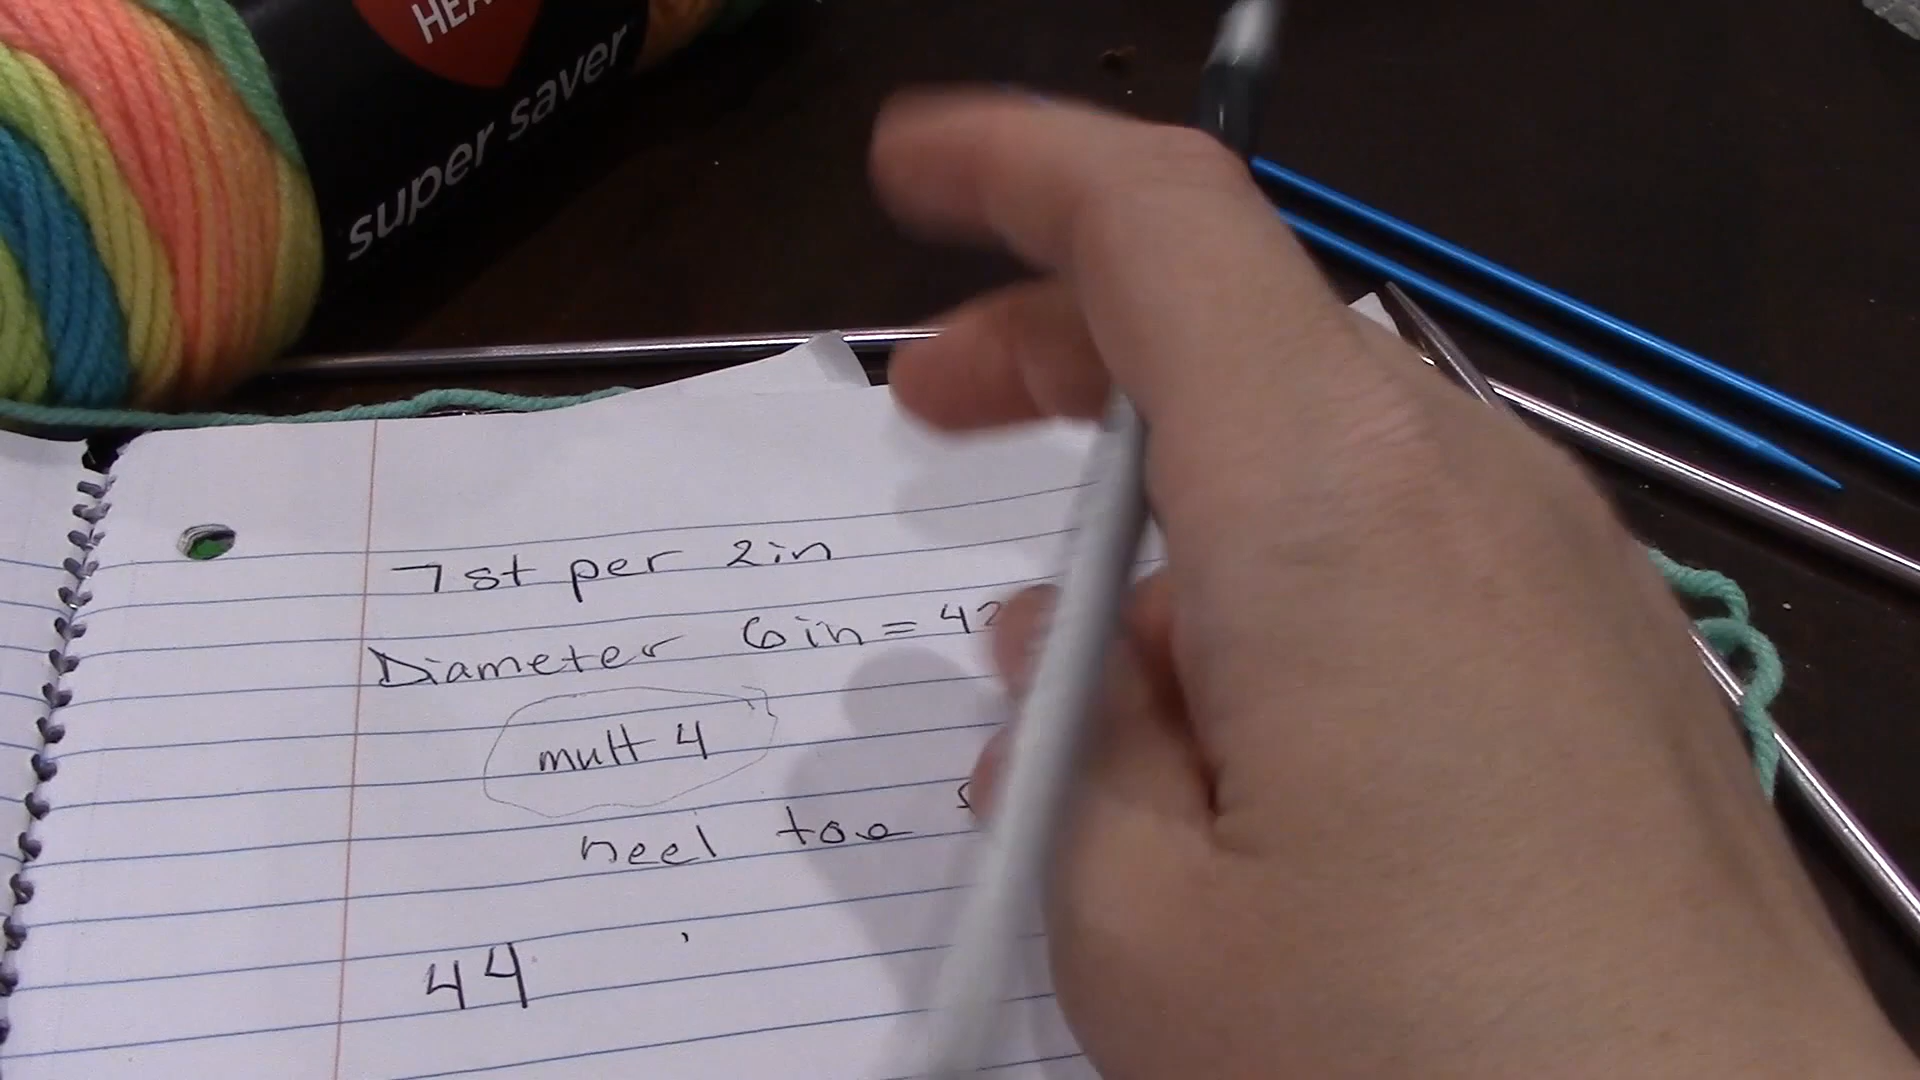 HEA
super saver
7 st per 2in
Diameter 6in = 42
mult 4
heel toe
44